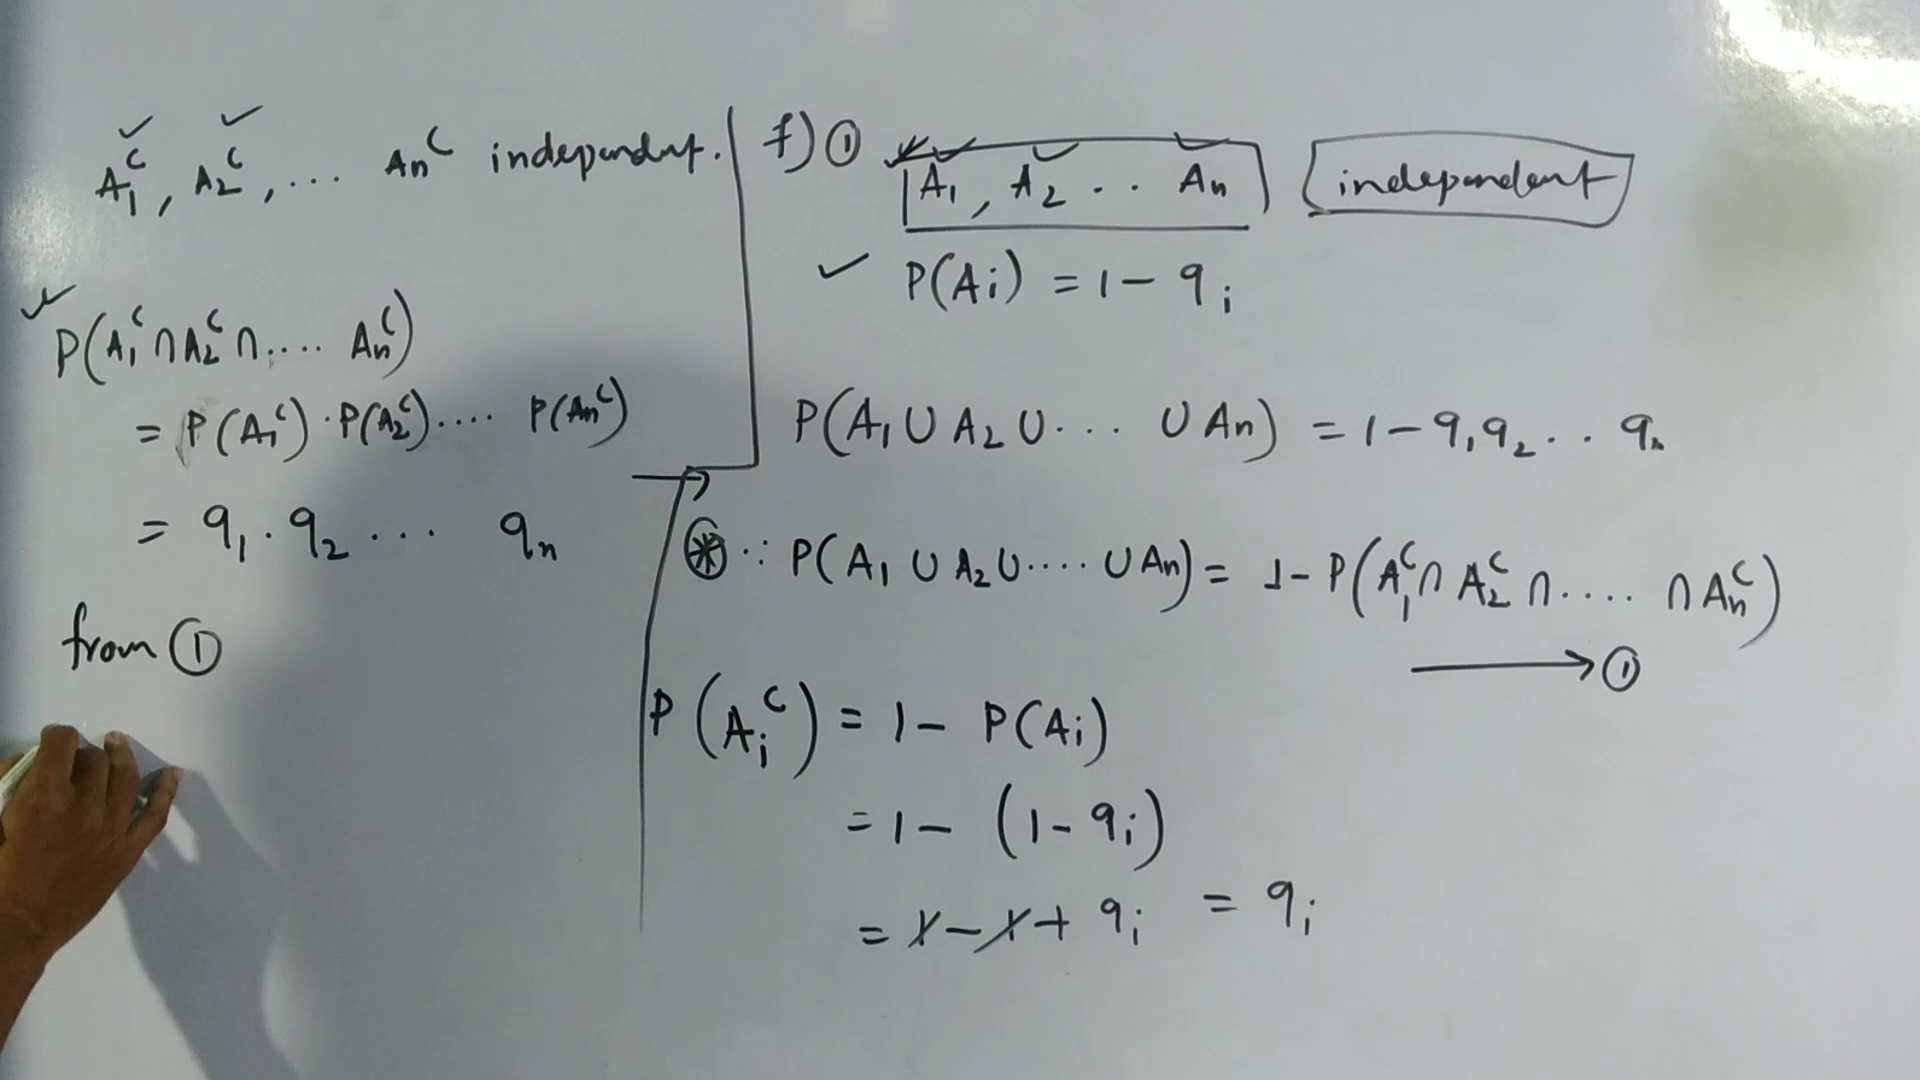 f) ① A₁, A₂ . . Aₙ independent
P(Aᵢ) = 1 - qᵢ
P(A₁ ∪ A₂ ∪ . . . ∪ Aₙ) = 1 - q₁q₂ . . qₙ
⊛ ∵ P(A₁ ∪ A₂ ∪ .... ∪ Aₙ) = 1 - P(A₁ᶜ ∩ A₂ᶜ ∩ .... ∩ Aₙᶜ)
⟶ ①
P(Aᵢᶜ) = 1 - P(Aᵢ)
= 1 - (1 - qᵢ)
= 1 - 1 + qᵢ = qᵢ
A₁ᶜ, A₂ᶜ, ... Aₙᶜ independent.
P(A₁ᶜ ∩ A₂ᶜ ∩ .... Aₙᶜ)
= P(A₁ᶜ) · P(A₂ᶜ) .... P(Aₙᶜ)
= q₁ . q₂ ... qₙ
from ①